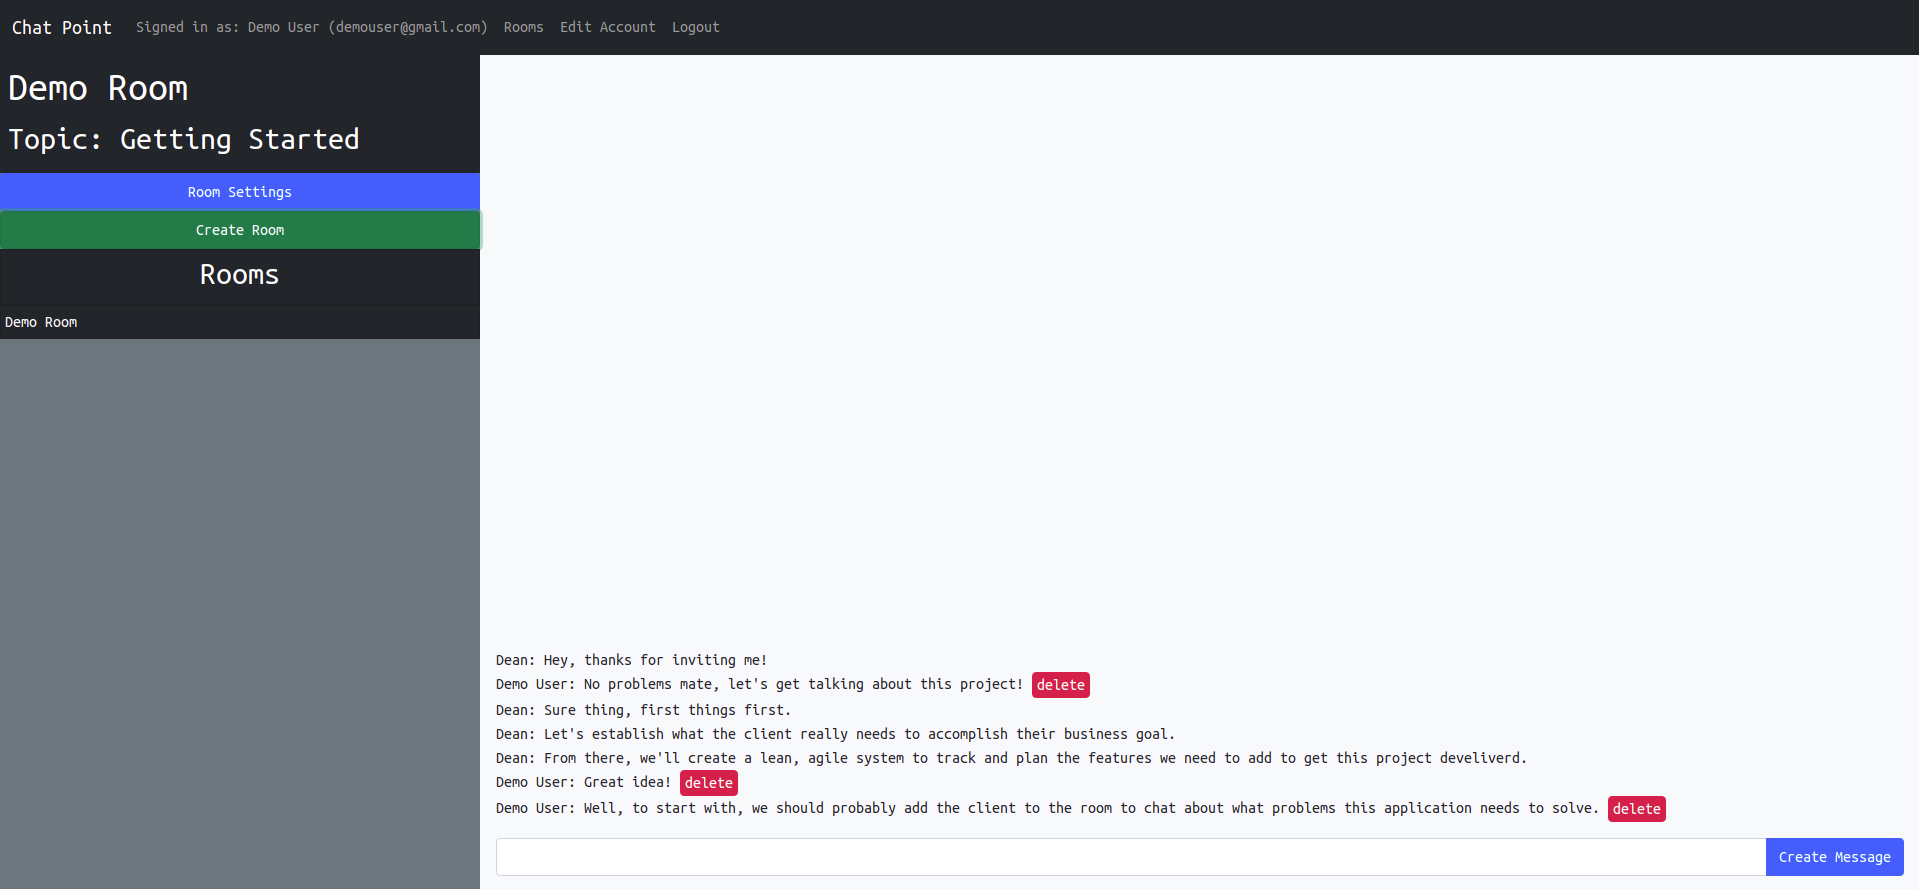 Chat Point Signed in as: Demo User (demouser@gmail.com) Rooms Edit Account Logout
Demo Room
Topic: Getting Started
Room Settings
Create Room
Rooms
Demo Room
Dean: Hey, thanks for inviting me!
Demo User: No problems mate, let's get talking about this project! delete
Dean: Sure thing, first things first.
Dean: Let's establish what the client really needs to accomplish their business goal.
Dean: From there, we'll create a lean, agile system to track and plan the features we need to add to get this project develiverd.
Demo User: Great idea! delete
Demo User: Well, to start with, we should probably add the client to the room to chat about what problems this application needs to solve. delete
Create Message